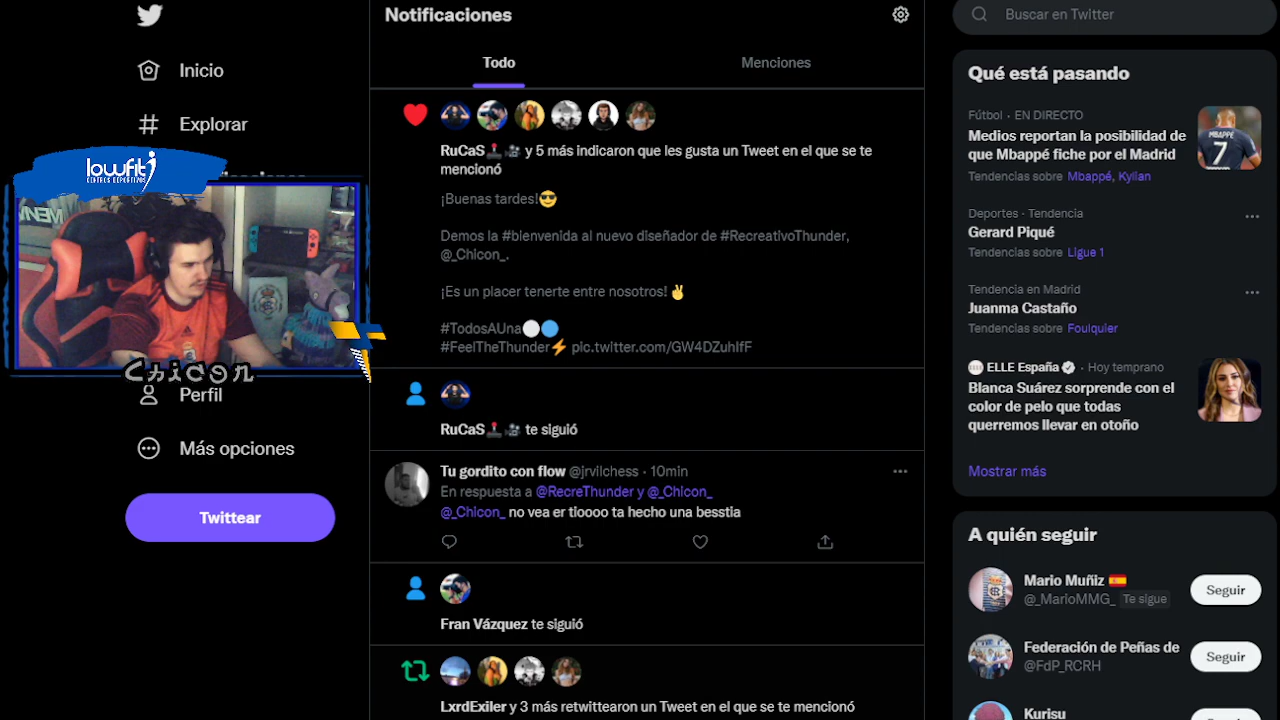 Notificaciones
Buscar en Twitter
Todo
Menciones
Inicio
Explorar
lowfit
CENTROS DEPORTIVOS
Chicon
Perfil
Más opciones
Twittear
RuCaS🕹️🎥 y 5 más indicaron que les gusta un Tweet en el que se te
mencionó
¡Buenas tardes!😎
Demos la #bienvenida al nuevo diseñador de #RecreativoThunder,
@_ChIcon_.
¡Es un placer tenerte entre nosotros!✌️
#TodosAUna⚪🔵
#FeelTheThunder⚡ pic.twitter.com/GW4DZuhIfF
RuCaS🕹️🎥 te siguió
Tu gordito con flow @jrvilchess · 10min
En respuesta a @RecreThunder y @_ChIcon_
@_ChIcon_ no vea er tloooo ta hecho una besstia
Fran Vázquez te siguió
LxrdExiler y 3 más retwittearon un Tweet en el que se te mencionó
Qué está pasando
Fútbol · EN DIRECTO
Medios reportan la posibilidad de
que Mbappé fiche por el Madrid
Tendencias sobre Mbappé, Kylian
MBAPPÉ
7
Deportes · Tendencia
Gerard Piqué
Tendencias sobre Ligue 1
Tendencia en Madrid
Juanma Castaño
Tendencias sobre Foulquier
ELLE España · Hoy temprano
Blanca Suárez sorprende con el
color de pelo que todas
querremos llevar en otoño
Mostrar más
A quién seguir
Mario Muñiz 🇪🇸
@_MarioMMG_ Te sigue
Seguir
Federación de Peñas de
@FdP_RCRH
Seguir
Kurisu